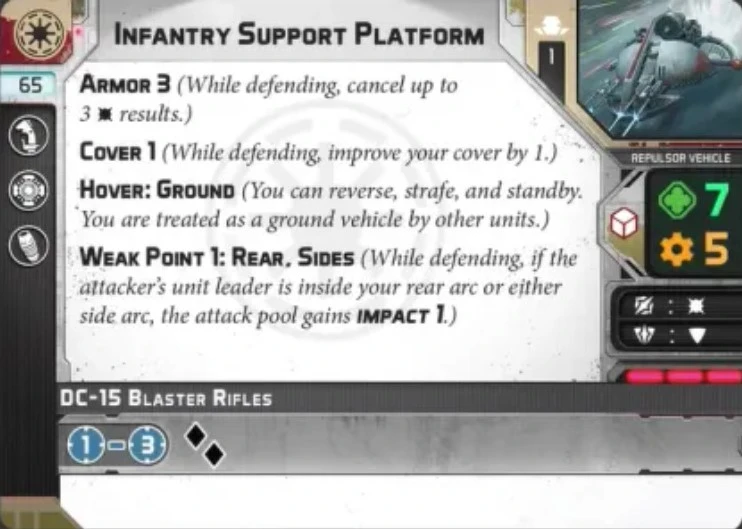 INFANTRY SUPPORT PLATFORM
1
65
ARMOR 3 (While defending, cancel up to
3 results.)
COVER 1 (While defending, improve your cover by 1.)
HOVER: GROUND (You can reverse, strafe, and standby.
You are treated as a ground vehicle by other units.)
WEAK POINT 1: REAR, SIDES (While defending, if the
attacker's unit leader is inside your rear arc or either
side arc, the attack pool gains IMPACT 1.)
REPULSOR VEHICLE
7
5
:
:
DC-15 BLASTER RIFLES
1 - 3